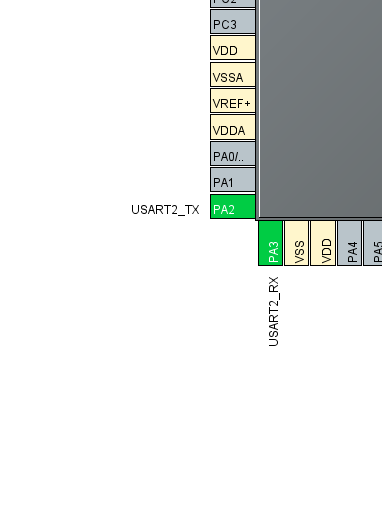 PC3
VDD
VSSA
VREF+
VDDA
PA0/..
PA1
USART2_TX PA2
PA3 VSS VDD PA4 PA5
USART2_RX